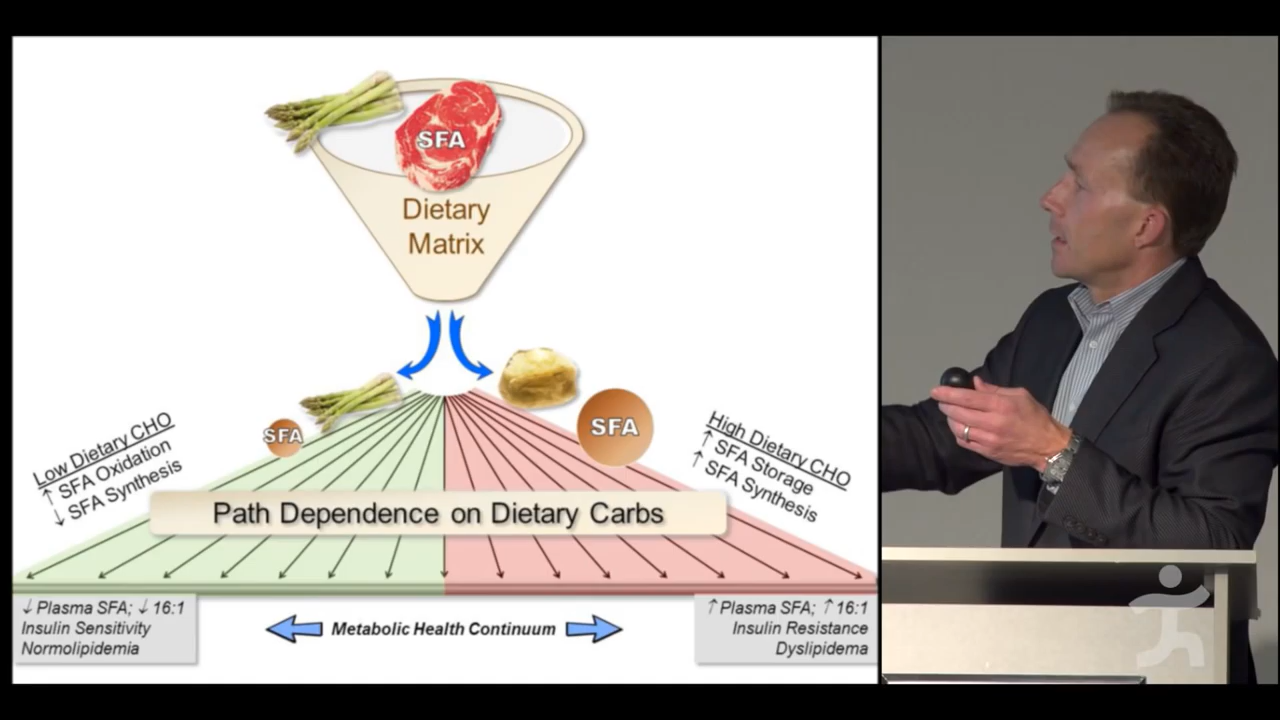 SFA
Dietary
Matrix
SFA
SFA
Low Dietary CHO
↑ SFA Oxidation
↓ SFA Synthesis
High Dietary CHO
↑ SFA Storage
↑ SFA Synthesis
Path Dependence on Dietary Carbs
↓ Plasma SFA; ↓ 16:1
Insulin Sensitivity
Normolipidemia
Metabolic Health Continuum
↑ Plasma SFA; ↑ 16:1
Insulin Resistance
Dyslipidema